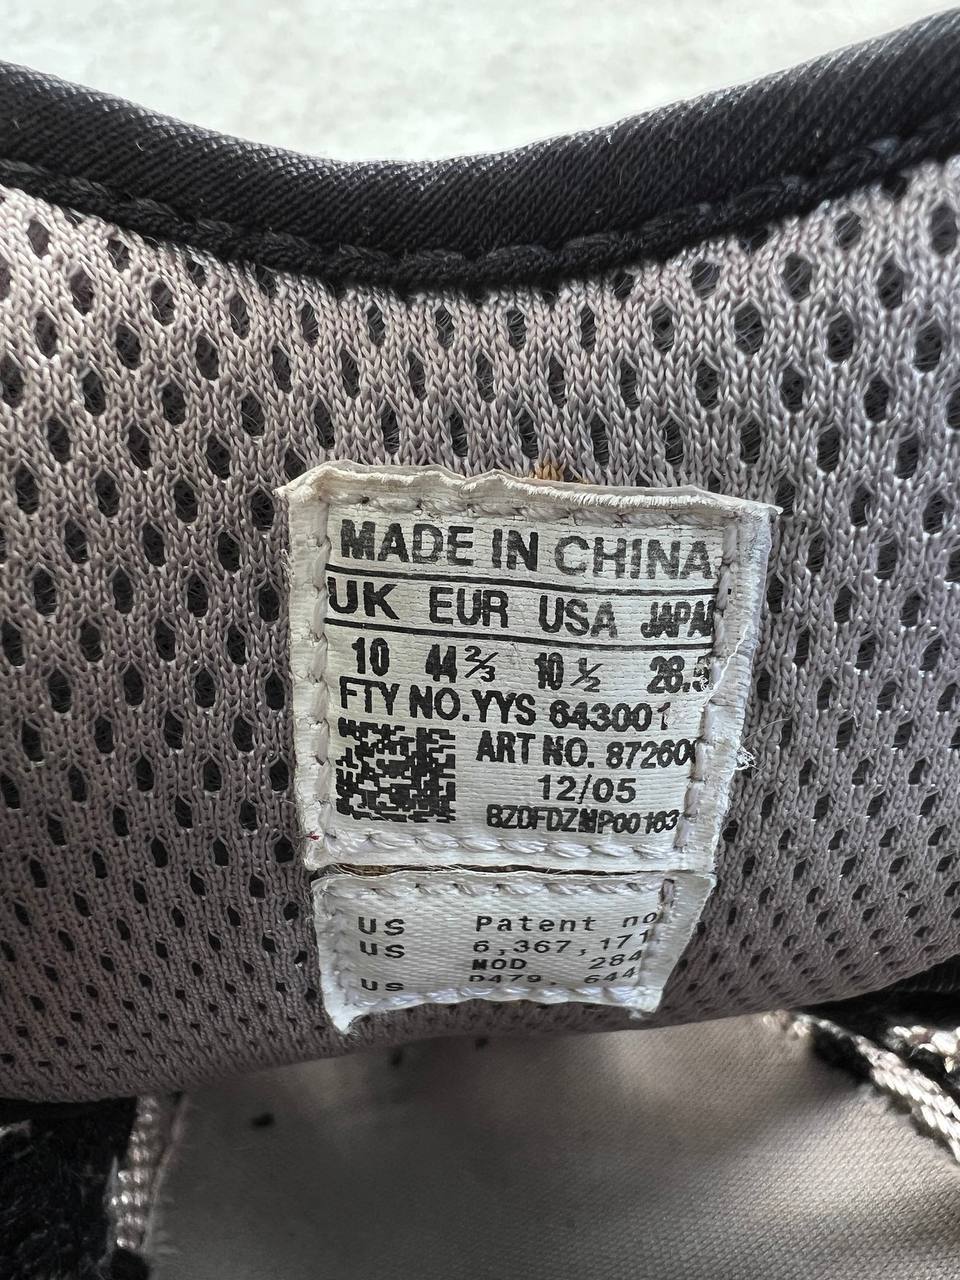 MADE IN CHINA
UK EUR USA JAPAN
10 44⅔ 10½ 28.5
FTY NO.YYS 643001
ART NO. 872600
12/05
BZDFDZMP00163
US Patent no
US 6,367,171
MOD 284
US D479, 644